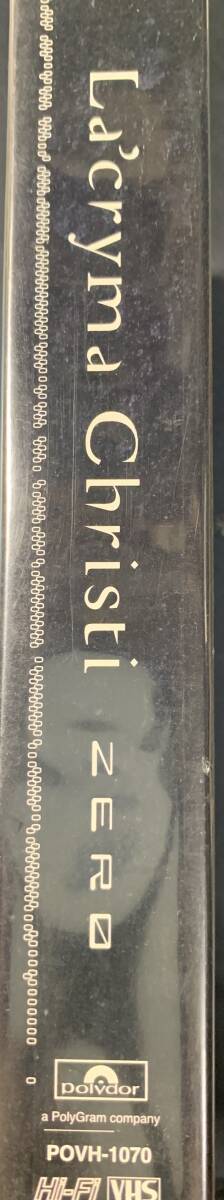 La'cryma Christi ZERO
polydor
a PolyGram company
POVH-1070
Hi-Fi VHS